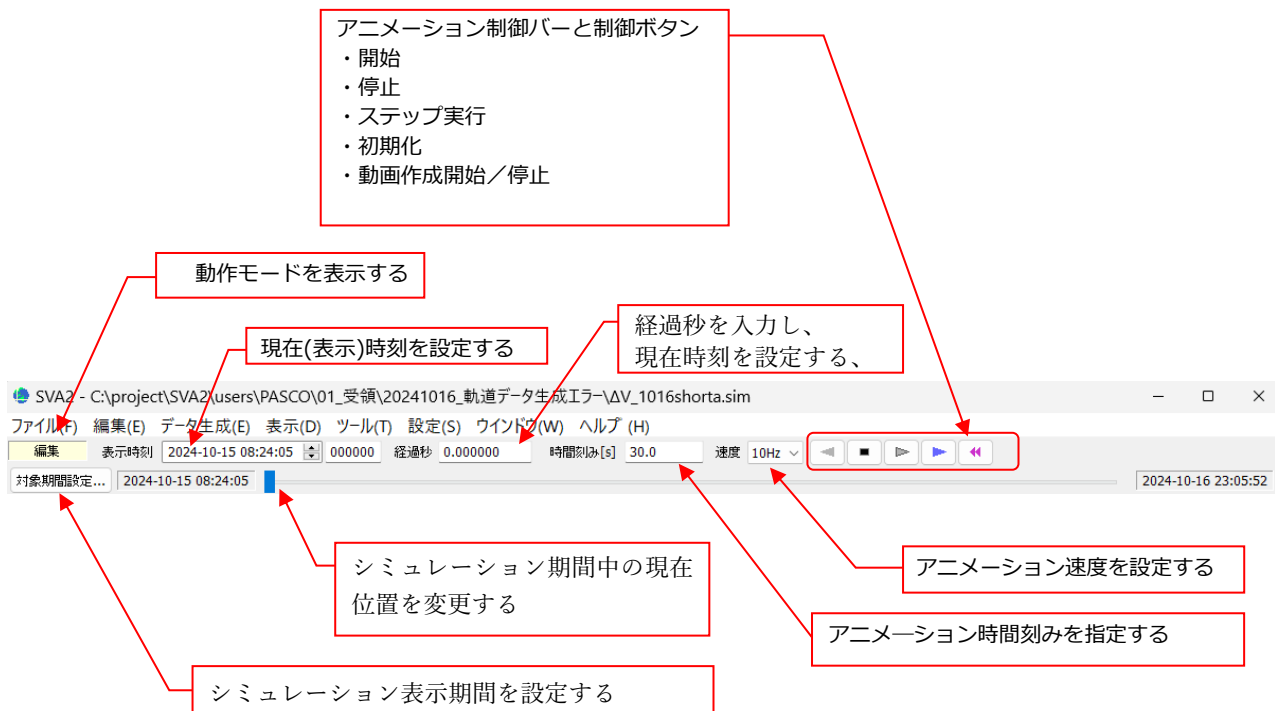 アニメーション制御バーと制御ボタン
・開始
・停止
・ステップ実行
・初期化
・動画作成開始／停止
動作モードを表示する
経過秒を入力し、
現在時刻を設定する、
現在(表示)時刻を設定する
SVA2 - C:\project\SVA2\users\PASCO\01_受領\20241016_軌道データ生成エラー\ΔV_1016shorta.sim
ファイル(F) 編集(E) データ生成(E) 表示(D) ツール(T) 設定(S) ウインドウ(W) ヘルプ (H)
編集 表示時刻 2024-10-15 08:24:05 000000 経過秒 0.000000 時間刻み[s] 30.0 速度 10Hz
対象期間設定... 2024-10-15 08:24:05 2024-10-16 23:05:52
シミュレーション期間中の現在
位置を変更する
アニメーション速度を設定する
アニメ―ション時間刻みを指定する
シミュレーション表示期間を設定する